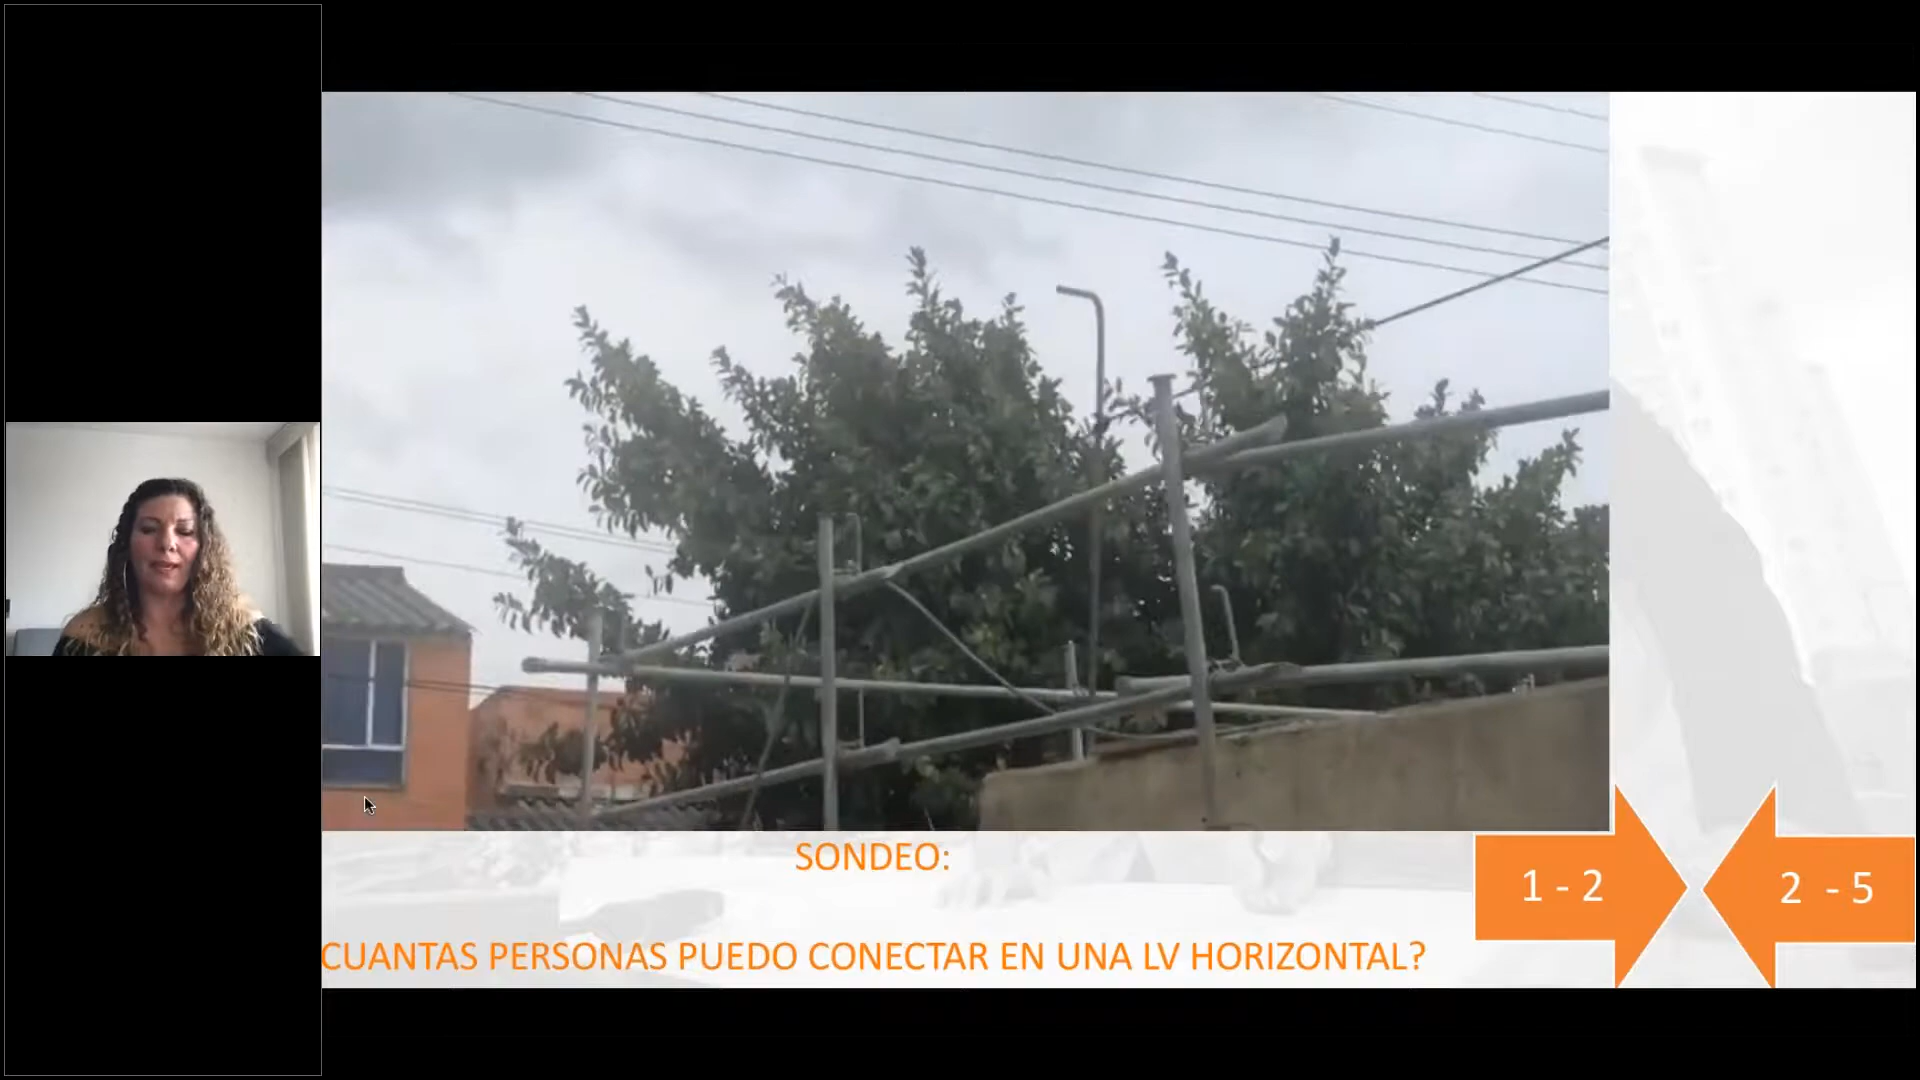 SONDEO:
CUANTAS PERSONAS PUEDO CONECTAR EN UNA LV HORIZONTAL?
1 - 2
2 - 5